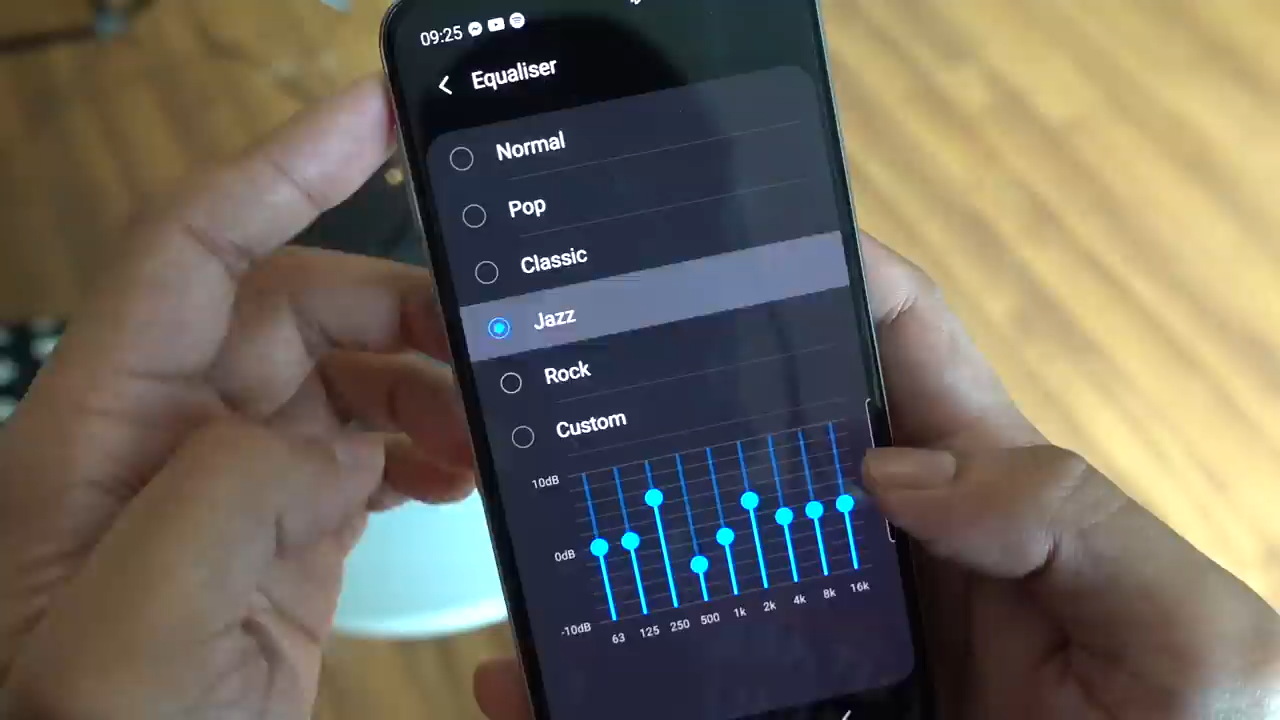 09:25
Equaliser
Normal
Pop
Classic
Jazz
Rock
Custom
10dB
0dB
-10dB
63 125 250 500 1k 2k 4k 8k 16k